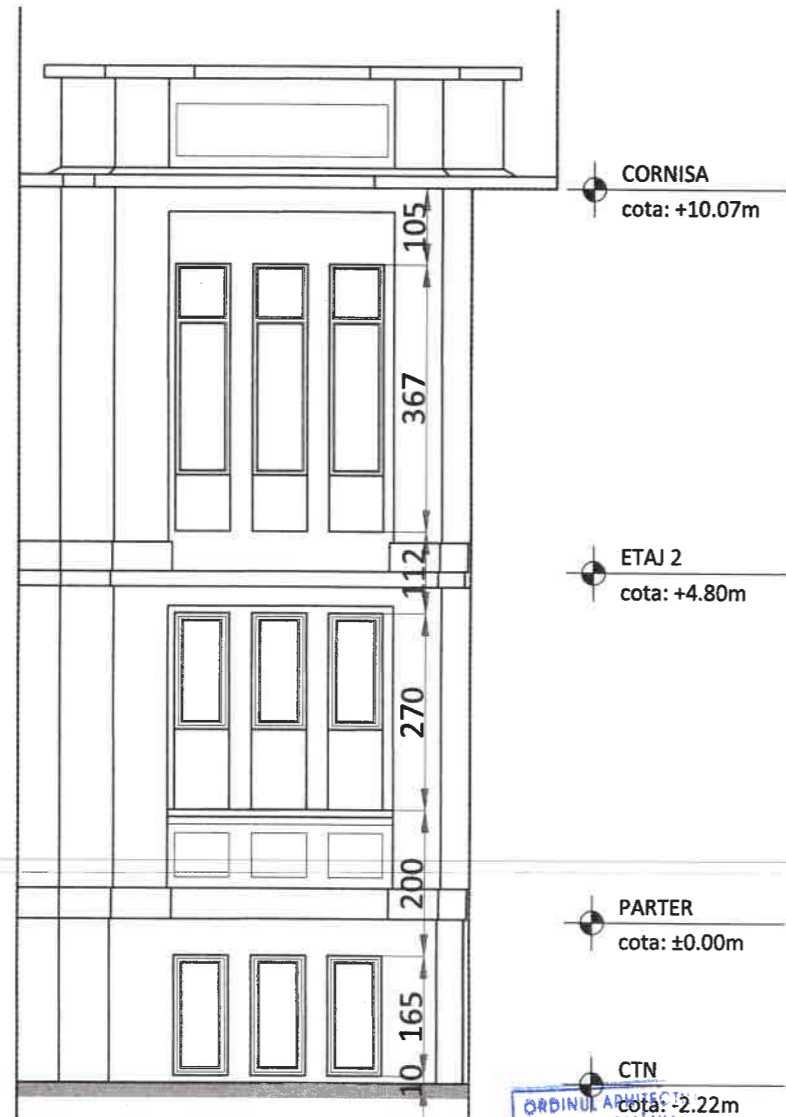 CORNISA
cota: +10.07m
105
367
ETAJ 2
cota: +4.80m
112
270
200
PARTER
cota: ±0.00m
165
10
CTN
cota: -2.22m
ORDINUL ARHITECȚI